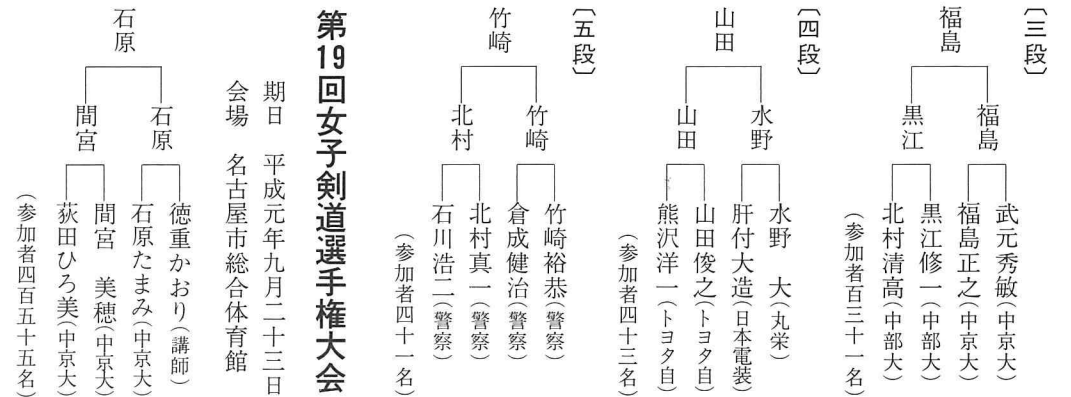 〔三段〕
福島
福島
黒江
武元秀敏(中京大)
福島正之(中京大)
黒江修一(中部大)
北村清高(中部大)
(参加者百三十一名)
〔四段〕
山田
水野
山田
水野　大(丸栄)
肝付大造(日本電装)
山田俊之(トヨタ自)
熊沢洋一(トヨタ自)
(参加者四十三名)
〔五段〕
竹崎
竹崎
北村
竹崎裕恭(警察)
倉成健治(警察)
北村真一(警察)
石川浩二(警察)
(参加者四十一名)
第19回女子剣道選手権大会
期日　平成元年九月二十三日
会場　名古屋市総合体育館
石原
石原
間宮
徳重かおり(講師)
石原たまみ(中京大)
間宮　美穂(中京大)
荻田ひろ美(中京大)
(参加者四百五十五名)